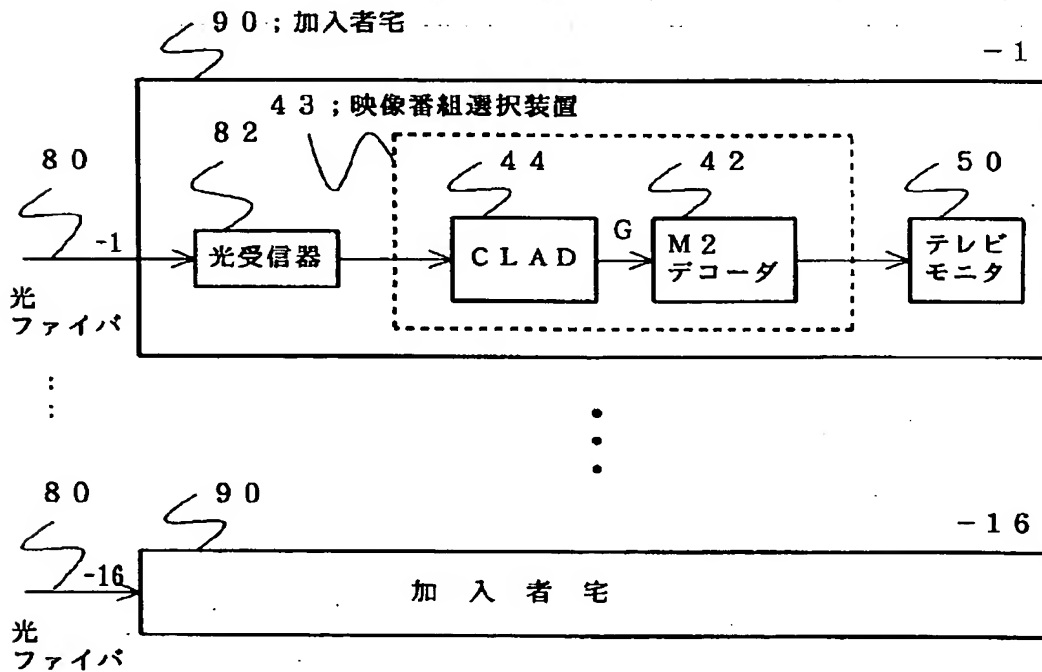 ９０；加入者宅
－１
４３；映像番組選択装置
８２
８０
４４
４２
５０
-1
光受信器
ＣＬＡＤ
Ｇ
Ｍ２
デコーダ
テレビ
モニタ
光
ファイバ
８０
９０
－１６
-16
加入者宅
光
ファイバ